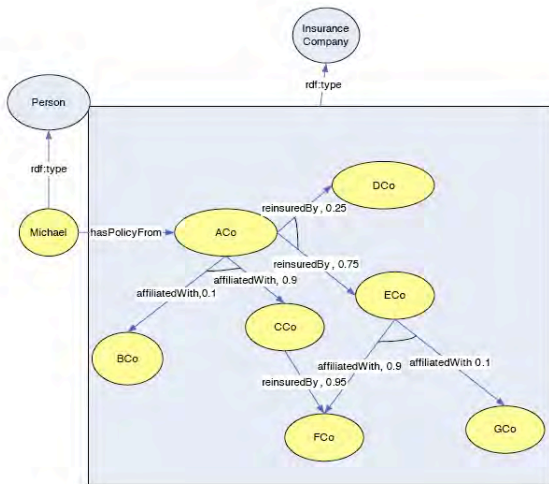 Insurance
Company
rdf:type
Person
rdf:type
DCo
reinsuredBy, 0.25
Michael
hasPolicyFrom
ACo
reinsuredBy, 0.75
affiliatedWith, 0.9
affiliatedWith,0.1
ECo
CCo
BCo
affiliatedWith, 0.9
affiliatedWith 0.1
reinsuredBy, 0.95
FCo
GCo